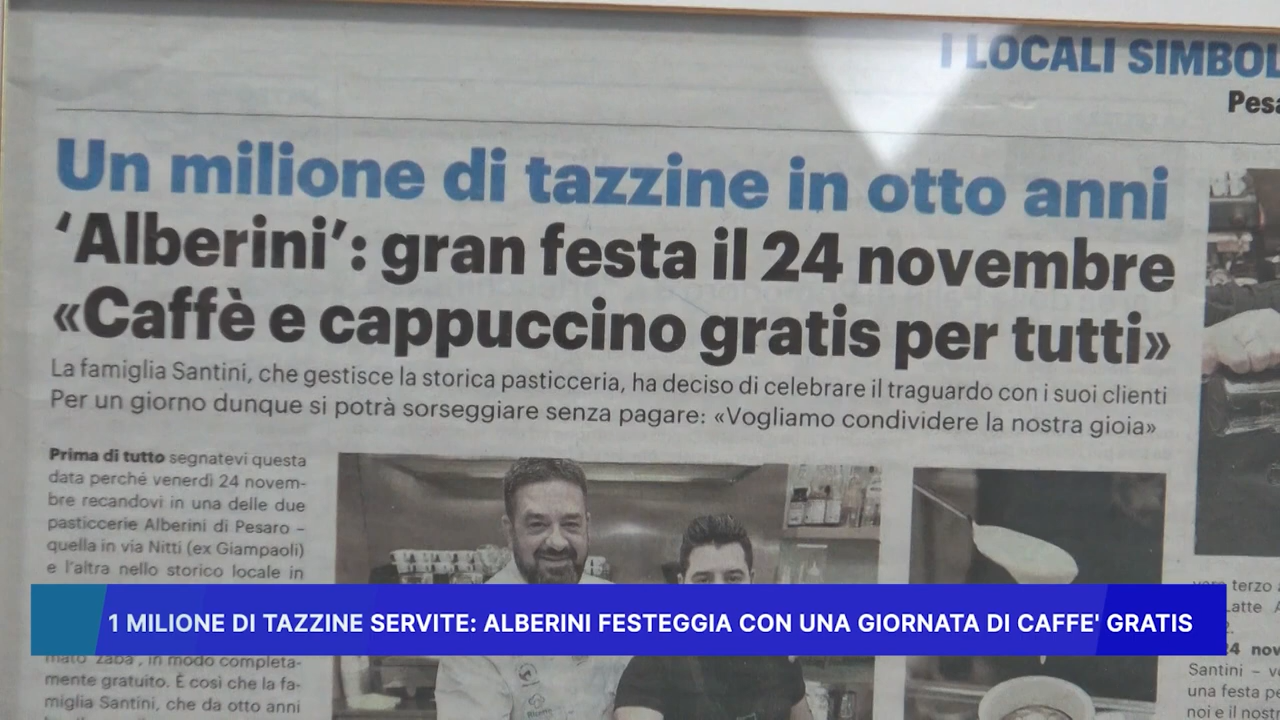 I LOCALI SIMBOL
Pesa
Un milione di tazzine in otto anni
'Alberini': gran festa il 24 novembre
«Caffè e cappuccino gratis per tutti»
La famiglia Santini, che gestisce la storica pasticceria, ha deciso di celebrare il traguardo con i suoi clienti
Per un giorno dunque si potrà sorseggiare senza pagare: «Vogliamo condividere la nostra gioia»
Prima di tutto segnatevi questa
data perché venerdì 24 novem-
bre recandovi in una delle due
pasticcerie Alberini di Pesaro –
quella in via Nitti (ex Giampaoli)
e l'altra nello storico locale in
1 MILIONE DI TAZZINE SERVITE: ALBERINI FESTEGGIA CON UNA GIORNATA DI CAFFE' GRATIS
mato 'zaba', in modo completa-
mente gratuito. È così che la fa-
miglia Santini, che da otto anni
terzo
Latte A
24 nov
Santini – v
una festa pe
noi e il nost